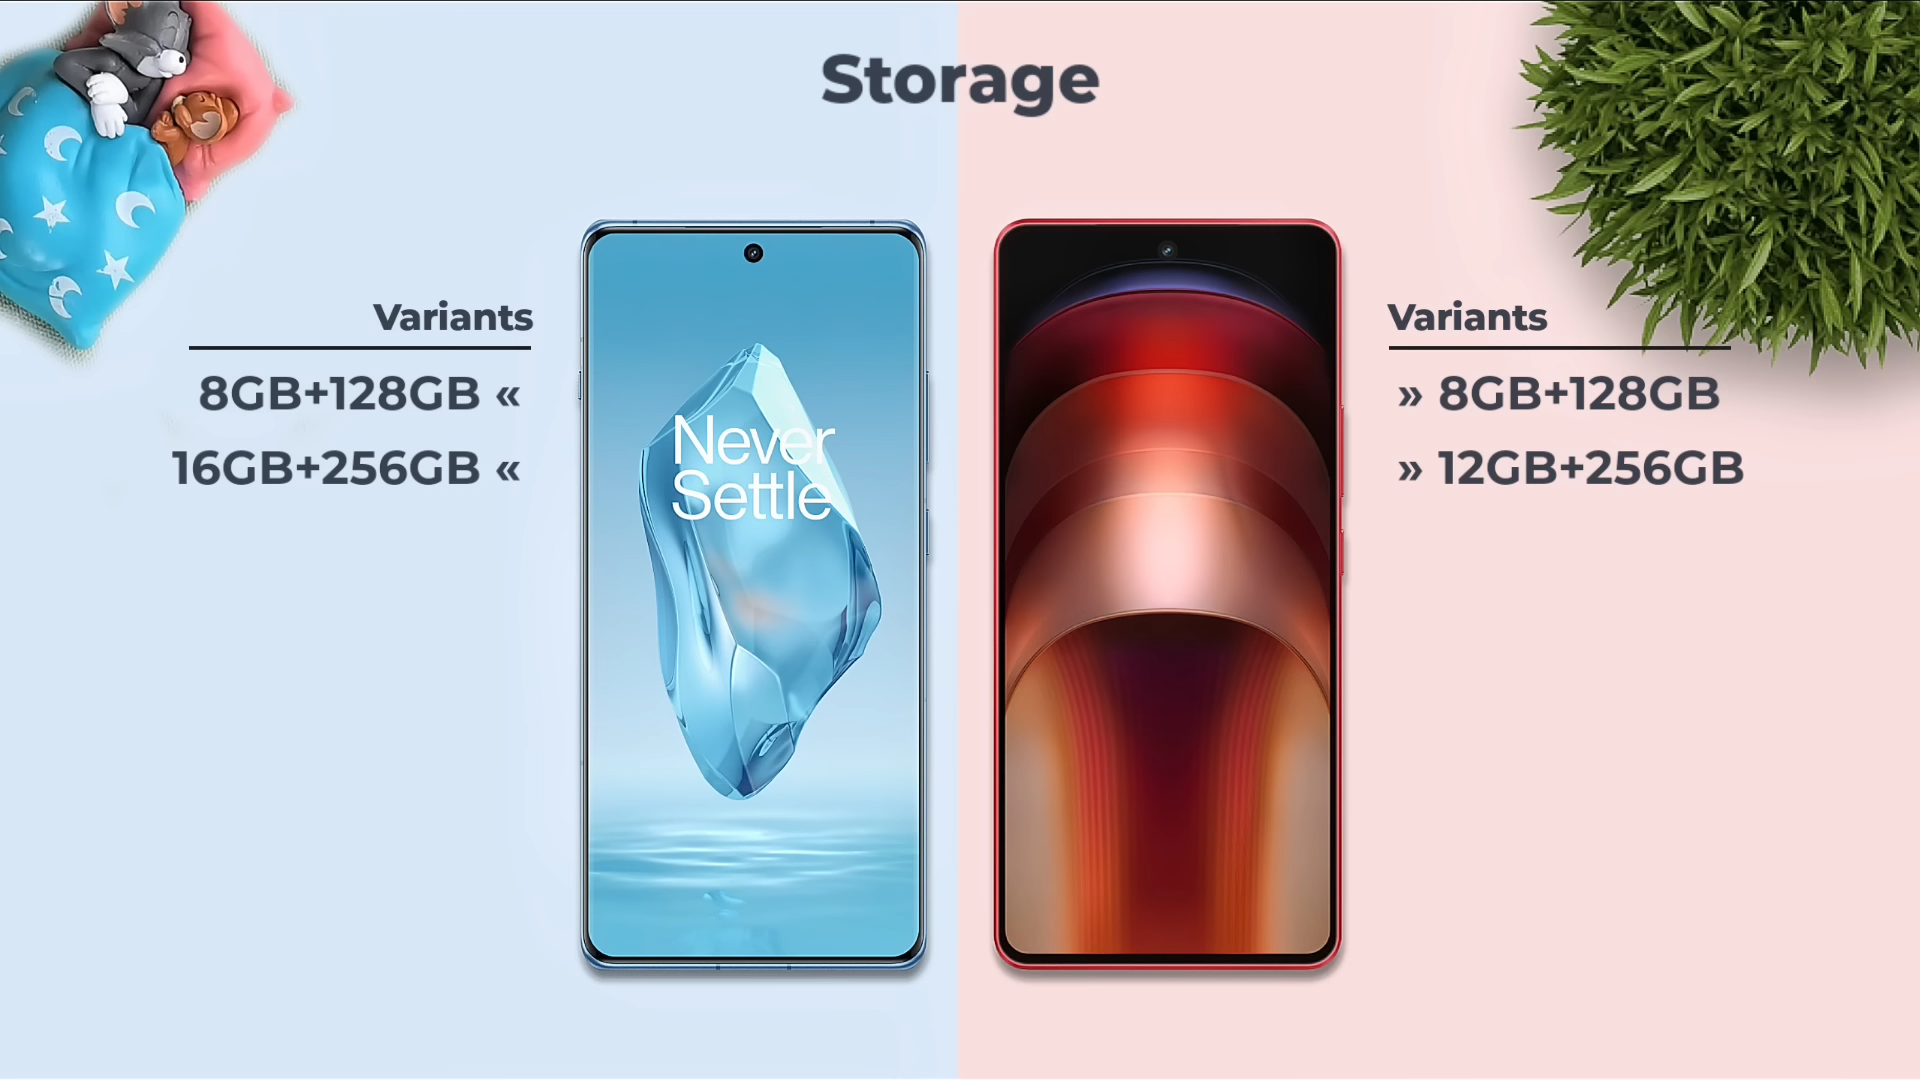 Storage
Variants
8GB+128GB «
16GB+256GB «
Never
Settle
Variants
» 8GB+128GB
» 12GB+256GB